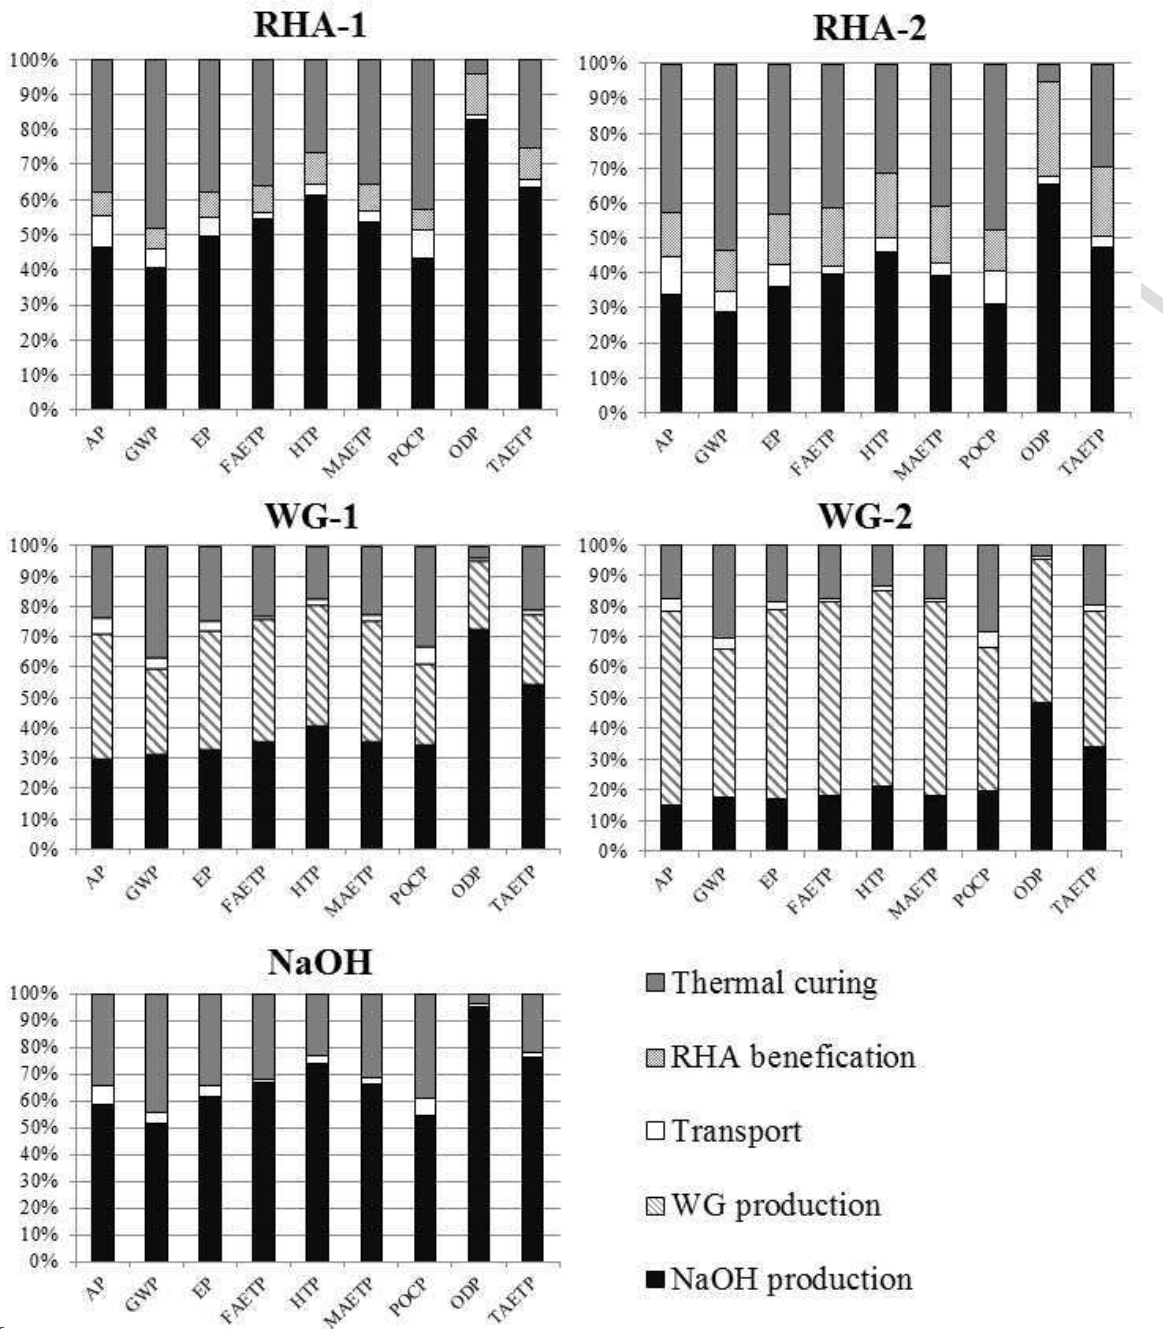 RHA-1
100%
90%
80%
70%
60%
50%
40%
30%
20%
10%
0%
AP
GWP
EP
FAETP
HTP
MAETP
POCP
ODP
TAETP
RHA-2
100%
90%
80%
70%
60%
50%
40%
30%
20%
10%
0%
AP
GWP
EP
FAETP
HTP
MAETP
POCP
ODP
TAETP
WG-1
100%
90%
80%
70%
60%
50%
40%
30%
20%
10%
0%
AP
GWP
EP
FAETP
HTP
MAETP
POCP
ODP
TAETP
WG-2
100%
90%
80%
70%
60%
50%
40%
30%
20%
10%
0%
AP
GWP
EP
FAETP
HTP
MAETP
POCP
ODP
TAETP
NaOH
100%
90%
80%
70%
60%
50%
40%
30%
20%
10%
0%
AP
GWP
EP
FAETP
HTP
MAETP
POCP
ODP
TAETP
Thermal curing
RHA benefication
Transport
WG production
NaOH production